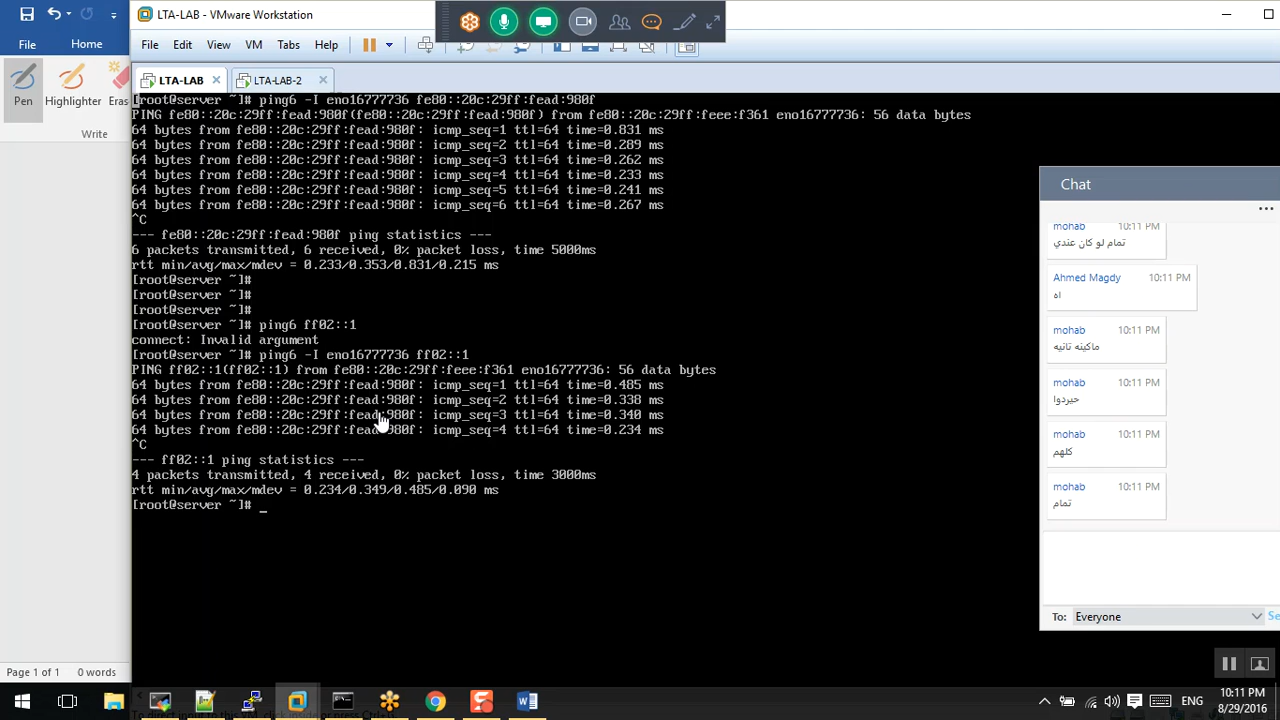 LTA-LAB - VMware Workstation
File
Home
File Edit View VM Tabs Help
Pen
Highlighter
Eras
Write
LTA-LAB
LTA-LAB-2
[root@server ~]# ping6 -I eno16777736 fe80::20c:29ff:fead:980f
PING fe80::20c:29ff:fead:980f(fe80::20c:29ff:fead:980f) from fe80::20c:29ff:feee:f361 eno16777736: 56 data bytes
64 bytes from fe80::20c:29ff:fead:980f: icmp_seq=1 ttl=64 time=0.831 ms
64 bytes from fe80::20c:29ff:fead:980f: icmp_seq=2 ttl=64 time=0.289 ms
64 bytes from fe80::20c:29ff:fead:980f: icmp_seq=3 ttl=64 time=0.262 ms
64 bytes from fe80::20c:29ff:fead:980f: icmp_seq=4 ttl=64 time=0.233 ms
64 bytes from fe80::20c:29ff:fead:980f: icmp_seq=5 ttl=64 time=0.241 ms
64 bytes from fe80::20c:29ff:fead:980f: icmp_seq=6 ttl=64 time=0.267 ms
^C
--- fe80::20c:29ff:fead:980f ping statistics ---
6 packets transmitted, 6 received, 0% packet loss, time 5000ms
rtt min/avg/max/mdev = 0.233/0.353/0.831/0.215 ms
[root@server ~]#
[root@server ~]#
[root@server ~]#
[root@server ~]# ping6 ff02::1
connect: Invalid argument
[root@server ~]# ping6 -I eno16777736 ff02::1
PING ff02::1(ff02::1) from fe80::20c:29ff:feee:f361 eno16777736: 56 data bytes
64 bytes from fe80::20c:29ff:fead:980f: icmp_seq=1 ttl=64 time=0.485 ms
64 bytes from fe80::20c:29ff:fead:980f: icmp_seq=2 ttl=64 time=0.338 ms
64 bytes from fe80::20c:29ff:fead:980f: icmp_seq=3 ttl=64 time=0.340 ms
64 bytes from fe80::20c:29ff:fead:980f: icmp_seq=4 ttl=64 time=0.234 ms
^C
--- ff02::1 ping statistics ---
4 packets transmitted, 4 received, 0% packet loss, time 3000ms
rtt min/avg/max/mdev = 0.234/0.349/0.485/0.090 ms
[root@server ~]# _
Chat
mohab 10:11 PM
تمام لو كان عندي
Ahmed Magdy 10:11 PM
اه
mohab 10:11 PM
ماكينه تانيه
mohab 10:11 PM
حيردوا
mohab 10:11 PM
كلهم
mohab 10:11 PM
تمام
To: Everyone
Se
Page 1 of 1 0 words
ENG
10:11 PM
8/29/2016